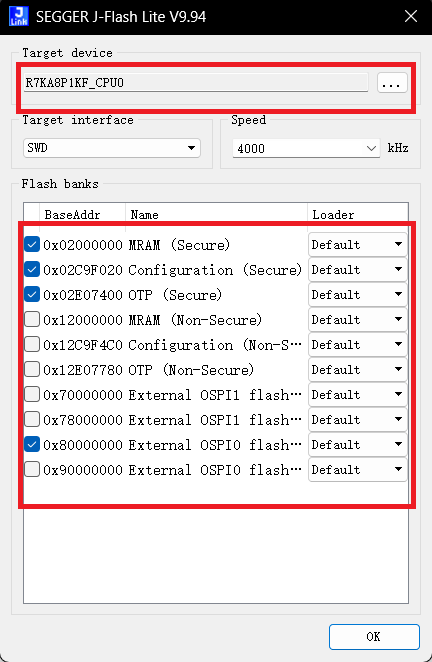 J-Link
SEGGER J-Flash Lite V9.94
Target device
R7KA8P1KF_CPU0
...
Target interface
Speed
SWD
4000
kHz
Flash banks
BaseAddr Name Loader
0x02000000 MRAM (Secure) Default
0x02C9F020 Configuration (Secure) Default
0x02E07400 OTP (Secure) Default
0x12000000 MRAM (Non-Secure) Default
0x12C9F4C0 Configuration (Non-S… Default
0x12E07780 OTP (Non-Secure) Default
0x70000000 External OSPI1 flash… Default
0x78000000 External OSPI1 flash… Default
0x80000000 External OSPI0 flash… Default
0x90000000 External OSPI0 flash… Default
OK